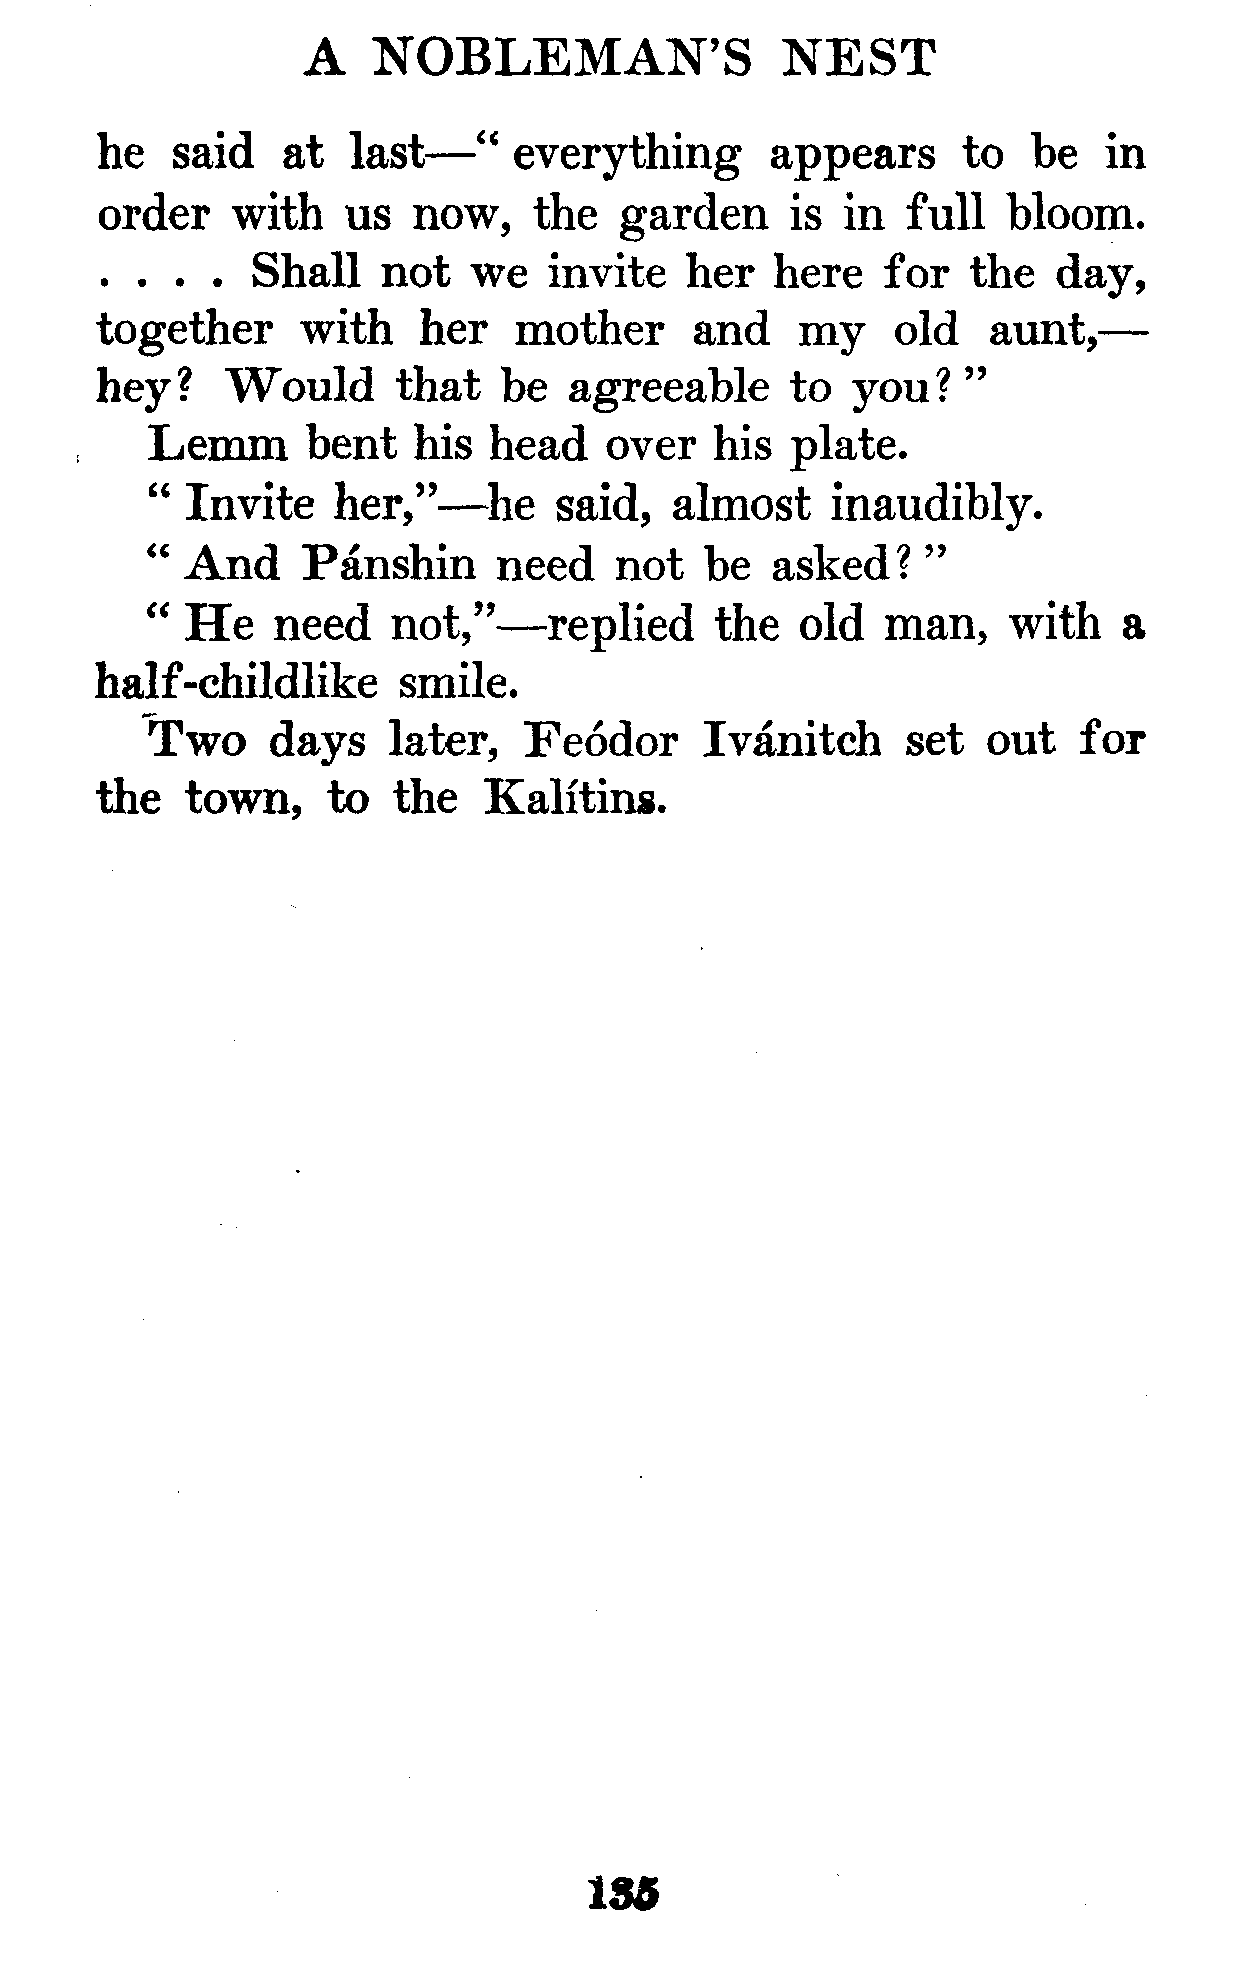 A NOBLEMAN'S NEST
he said at last—“ everything appears to be in
order with us now, the garden is in full bloom.
. . . . Shall not we invite her here for the day,
together with her mother and my old aunt,—
hey? Would that be agreeable to you? ”
Lemm bent his head over his plate.
“ Invite her,”—he said, almost inaudibly.
“ And Pánshin need not be asked? ”
“ He need not,”—replied the old man, with a
half-childlike smile.
Two days later, Feódor Ivánitch set out for
the town, to the Kalítins.
135